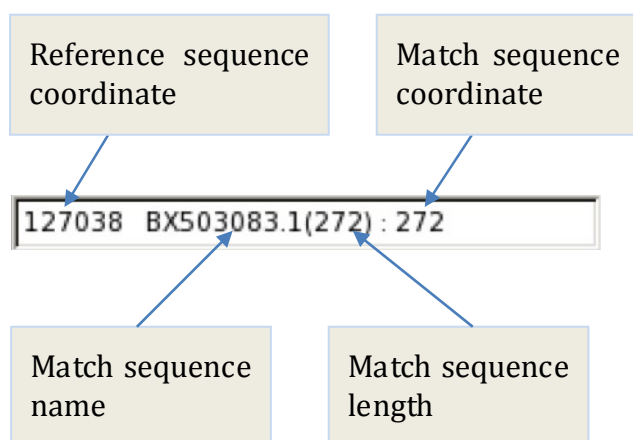 Reference sequence
coordinate
Match sequence
coordinate
127038 BX503083.1(272) : 272
Match sequence
name
Match sequence
length